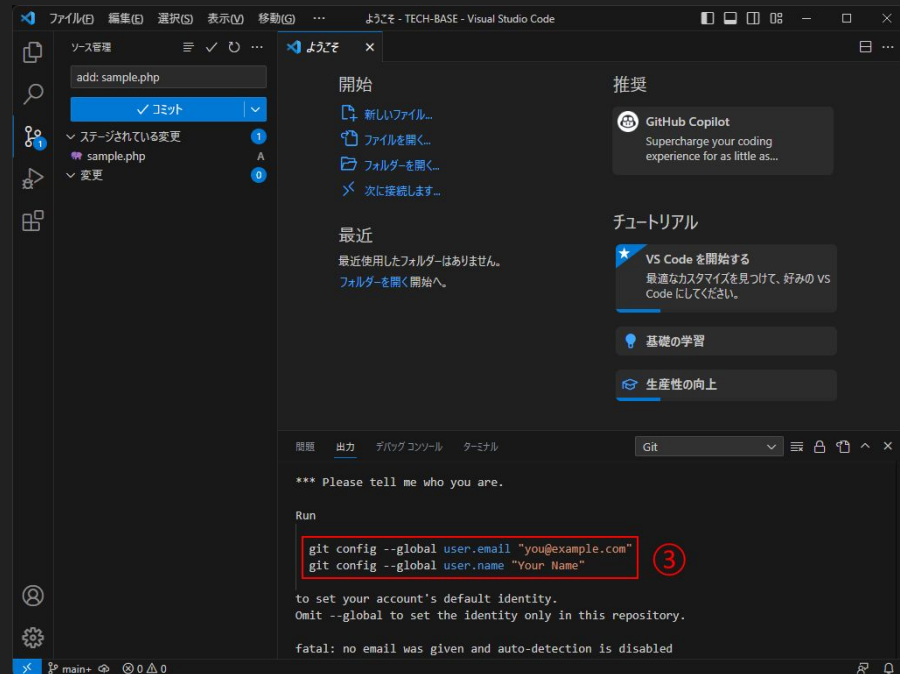 ファイル(F) 編集(E) 選択(S) 表示(V) 移動(G) … ようこそ - TECH-BASE - Visual Studio Code
ソース管理
ようこそ
add: sample.php
コミット
ステージされている変更 1
sample.php A
変更 0
1
開始
新しいファイル...
ファイルを開く...
フォルダーを開く...
次に接続します...
最近
最近使用したフォルダーはありません。
フォルダーを開く開始へ。
推奨
GitHub Copilot
Supercharge your coding
experience for as little as...
チュートリアル
VS Code を開始する
最適なカスタマイズを見つけて、好みの VS
Code にしてください。
基礎の学習
生産性の向上
問題 出力 デバッグ コンソール ターミナル Git
*** Please tell me who you are.
Run
git config --global user.email "you@example.com"
git config --global user.name "Your Name"
③
to set your account's default identity.
Omit --global to set the identity only in this repository.
fatal: no email was given and auto-detection is disabled
main+ 0 0